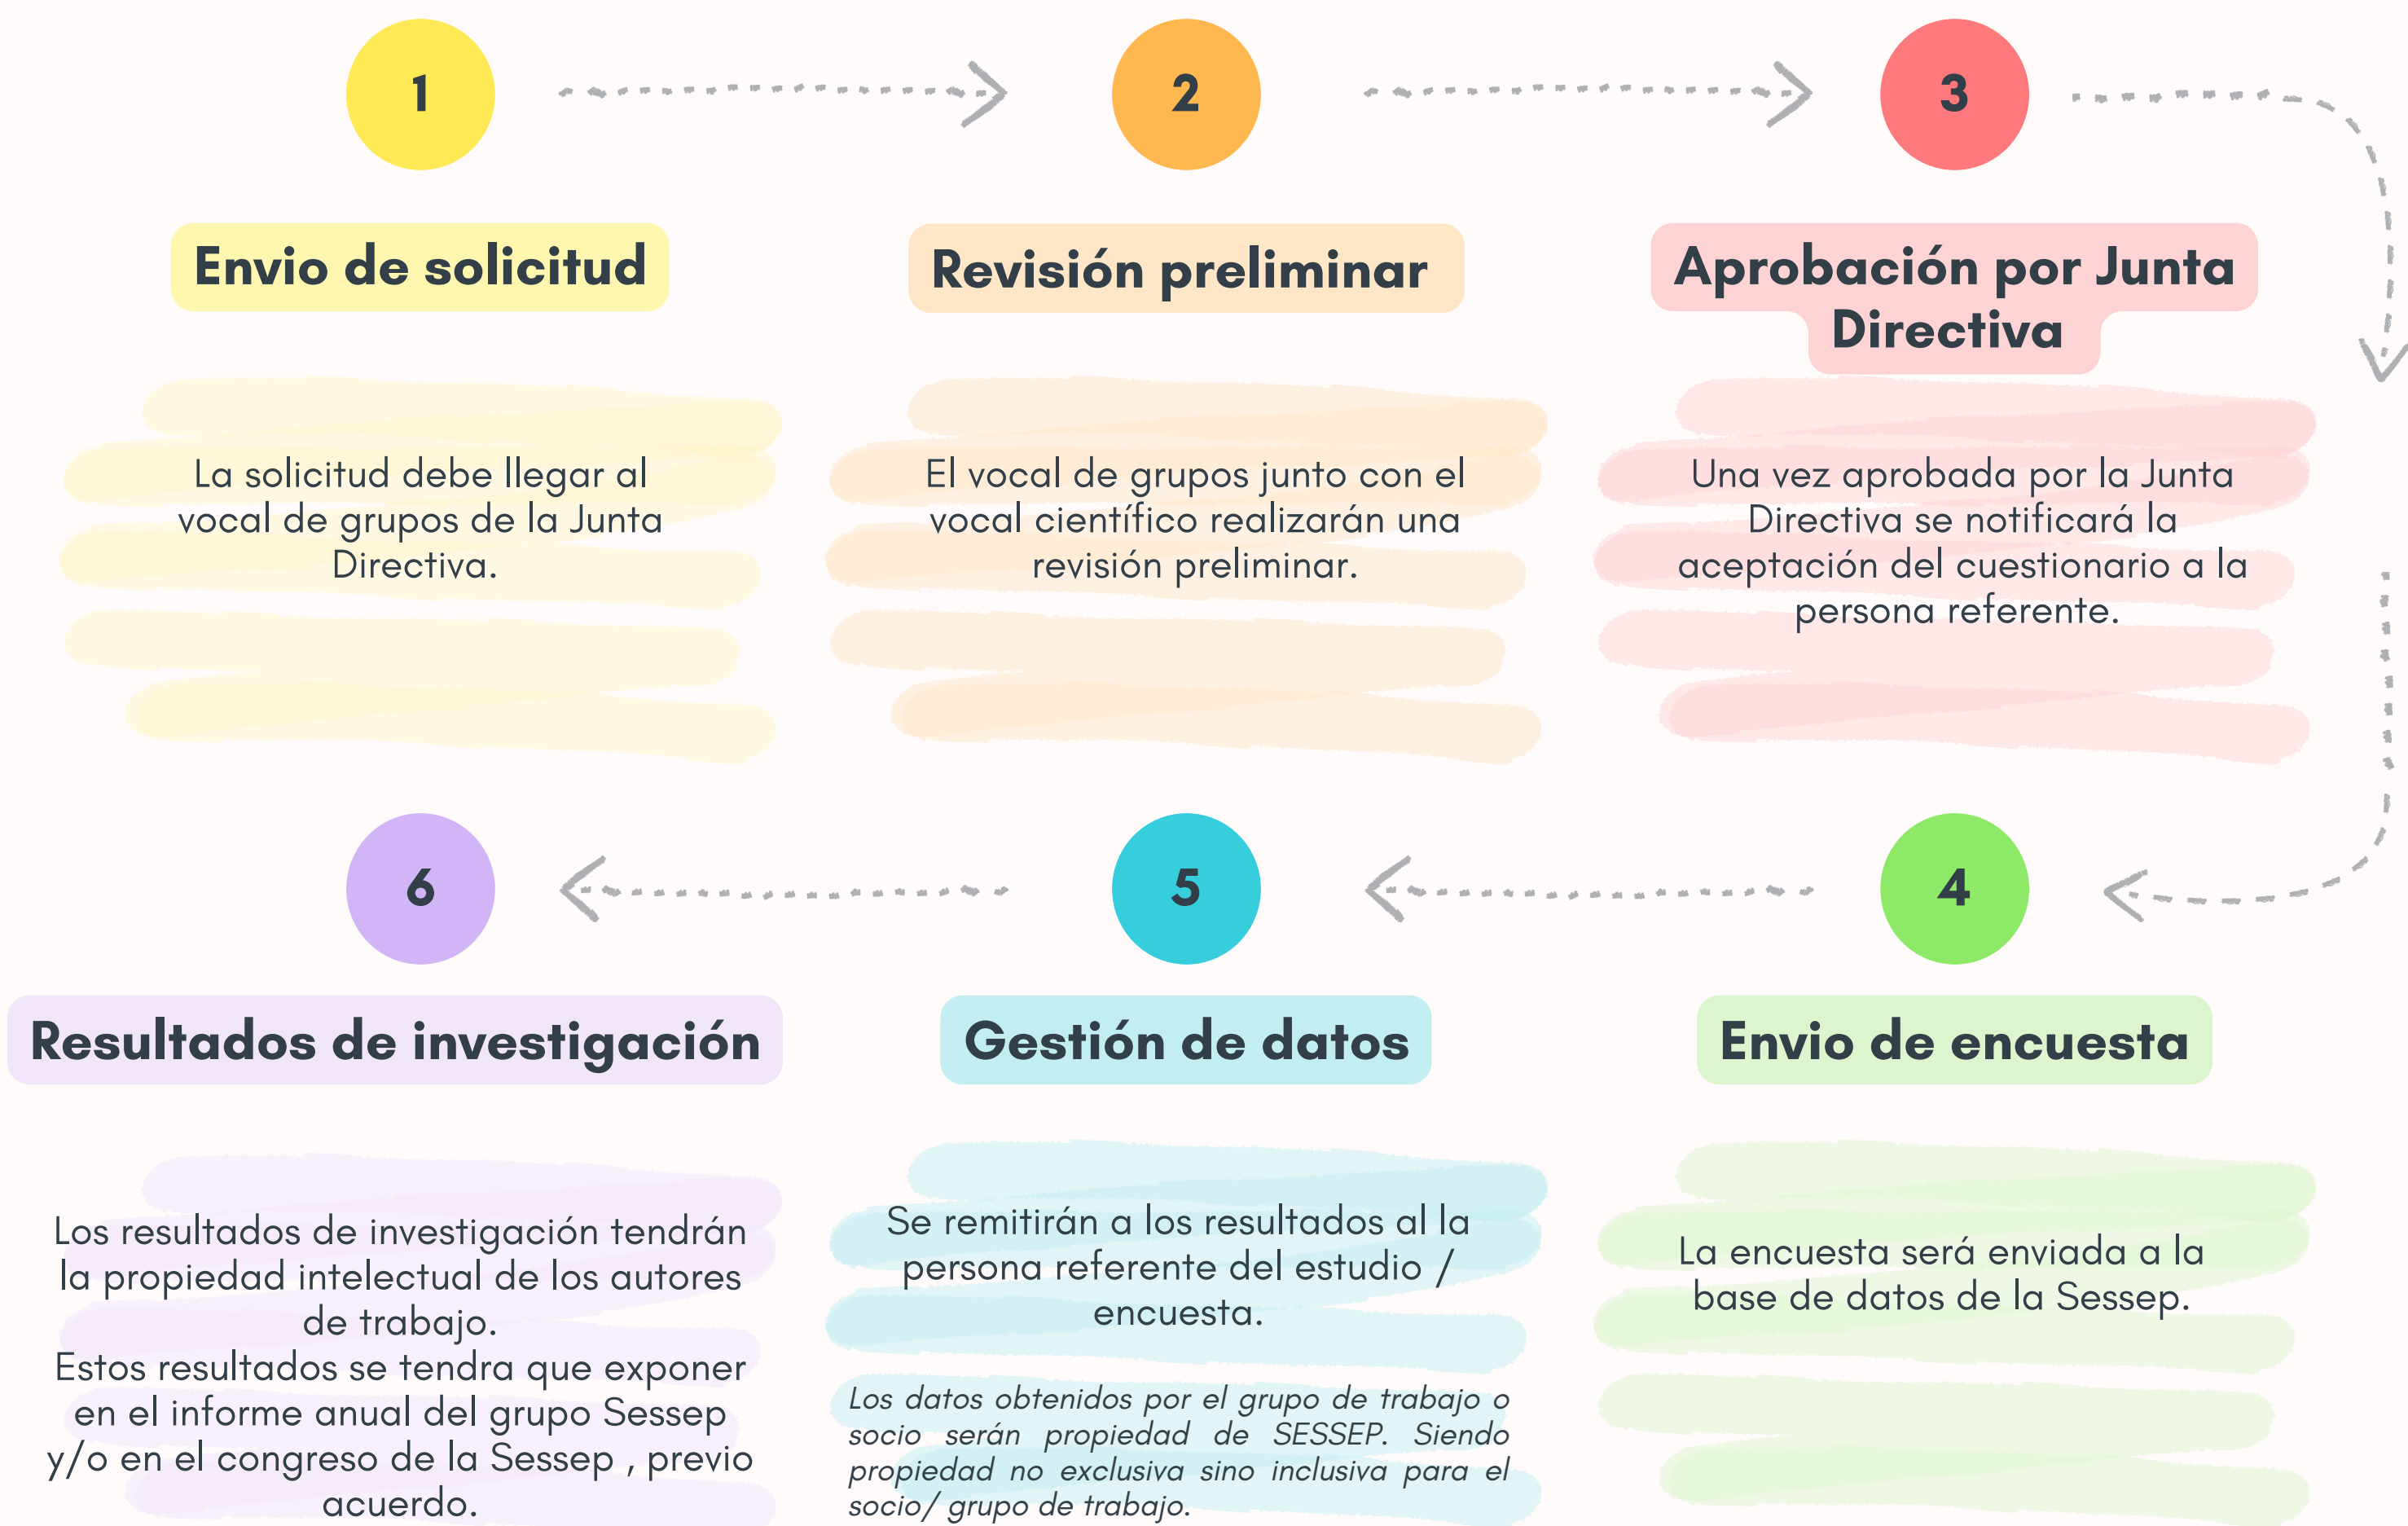 1
Envio de solicitud
La solicitud debe llegar al
vocal de grupos de la Junta
Directiva.
2
Revisión preliminar
El vocal de grupos junto con el
vocal científico realizarán una
revisión preliminar.
3
Aprobación por Junta
Directiva
Una vez aprobada por la Junta
Directiva se notificará la
aceptación del cuestionario a la
persona referente.
4
Envio de encuesta
La encuesta será enviada a la
base de datos de la Sessep.
5
Gestión de datos
Se remitirán a los resultados al la
persona referente del estudio /
encuesta.
Los datos obtenidos por el grupo de trabajo o
socio serán propiedad de SESSEP. Siendo
propiedad no exclusiva sino inclusiva para el
socio/ grupo de trabajo.
6
Resultados de investigación
Los resultados de investigación tendrán
la propiedad intelectual de los autores
de trabajo.
Estos resultados se tendra que exponer
en el informe anual del grupo Sessep
y/o en el congreso de la Sessep , previo
acuerdo.